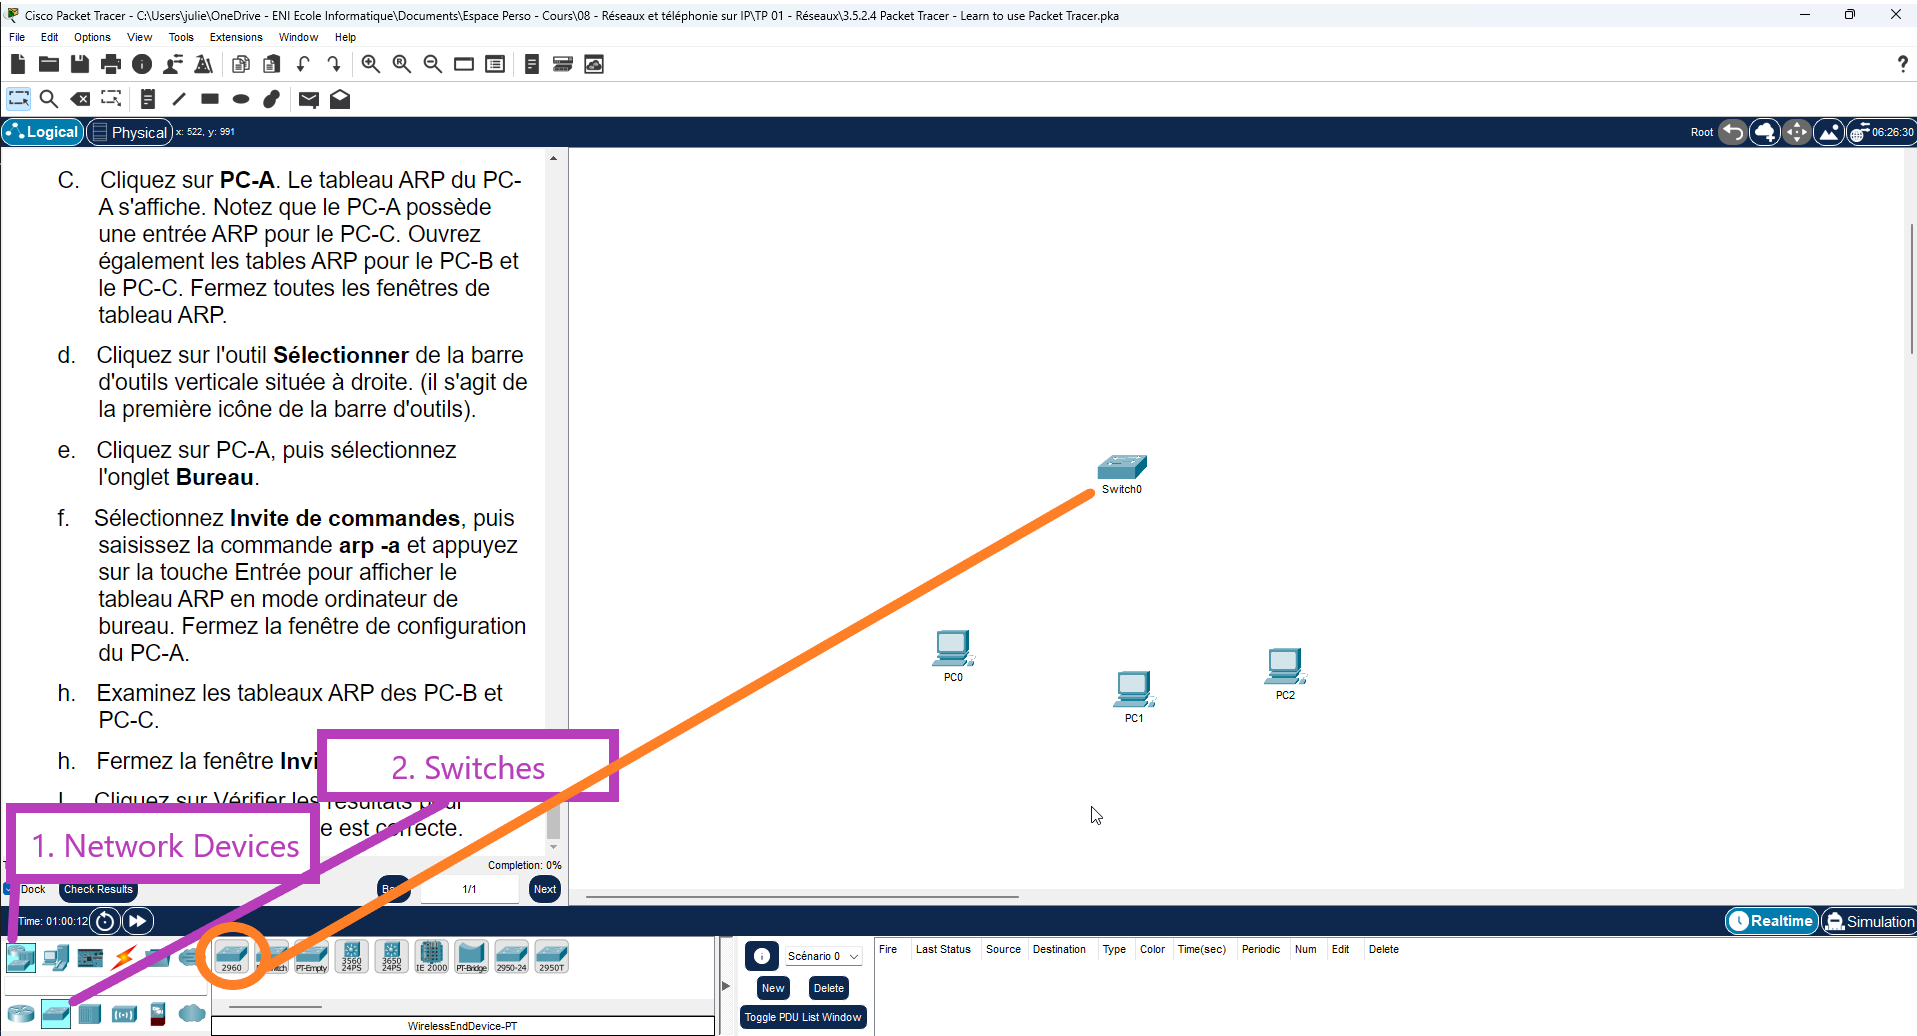 Cisco Packet Tracer - C:\Users\julie\OneDrive - ENI Ecole Informatique\Documents\Espace Perso - Cours\08 - Réseaux et téléphonie sur IP\TP 01 - Réseaux\3.5.2.4 Packet Tracer - Learn to use Packet Tracer.pka
File Edit Options View Tools Extensions Window Help
Logical Physical x: 522, y: 991 Root 06:26:30
C. Cliquez sur PC-A. Le tableau ARP du PC-
A s'affiche. Notez que le PC-A possède
une entrée ARP pour le PC-C. Ouvrez
également les tables ARP pour le PC-B et
le PC-C. Fermez toutes les fenêtres de
tableau ARP.
d. Cliquez sur l'outil Sélectionner de la barre
d'outils verticale située à droite. (il s'agit de
la première icône de la barre d'outils).
e. Cliquez sur PC-A, puis sélectionnez
l'onglet Bureau.
f. Sélectionnez Invite de commandes, puis
saisissez la commande arp -a et appuyez
sur la touche Entrée pour afficher le
tableau ARP en mode ordinateur de
bureau. Fermez la fenêtre de configuration
du PC-A.
h. Examinez les tableaux ARP des PC-B et
PC-C.
h. Fermez la fenêtre Invi
I. Cliquez sur Vérifier les résultats pour
e est correcte.
2. Switches
1. Network Devices
Switch0
PC0
PC1
PC2
Completion: 0%
Dock Check Results 1/1 Next
Time: 01:00:12 Realtime Simulation
2960 PT-Empty 3560 24PS 3650 24PS IE 2000 PT-Bridge 2950-24 2950T
WirelessEndDevice-PT
Scénario 0
New Delete
Toggle PDU List Window
Fire Last Status Source Destination Type Color Time(sec) Periodic Num Edit Delete